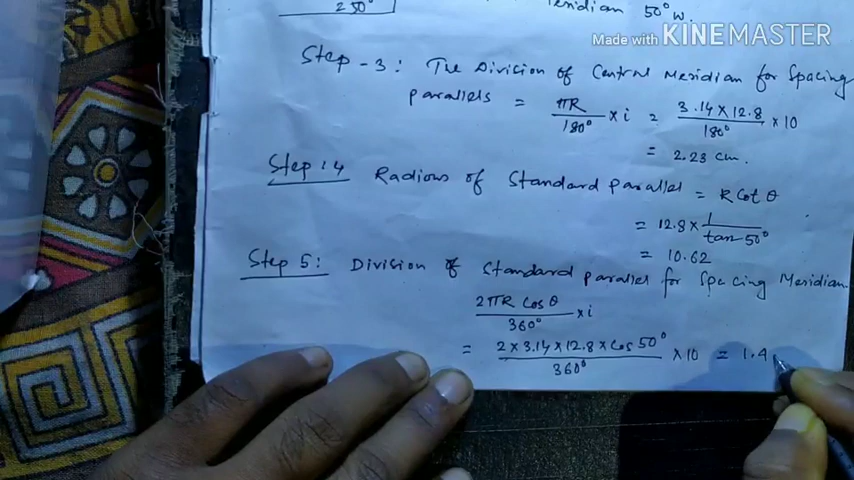 250°
Meridian 50°W.
Made with KINEMASTER
Step-3: The Division of Central Meridian for Spacing
parallels = πR/180° × i = 3.14 × 12.8/180° × 10
= 2.23 cm.
Step: 4 Radious of Standard parallel = R Cot θ
= 12.8 × 1/tan 50°
= 10.62
Step 5: Division of Standard parallel for Spacing Meridian.
2πR Cos θ/360° × i
= 2 × 3.14 × 12.8 × Cos 50°/360° × 10 = 1.4